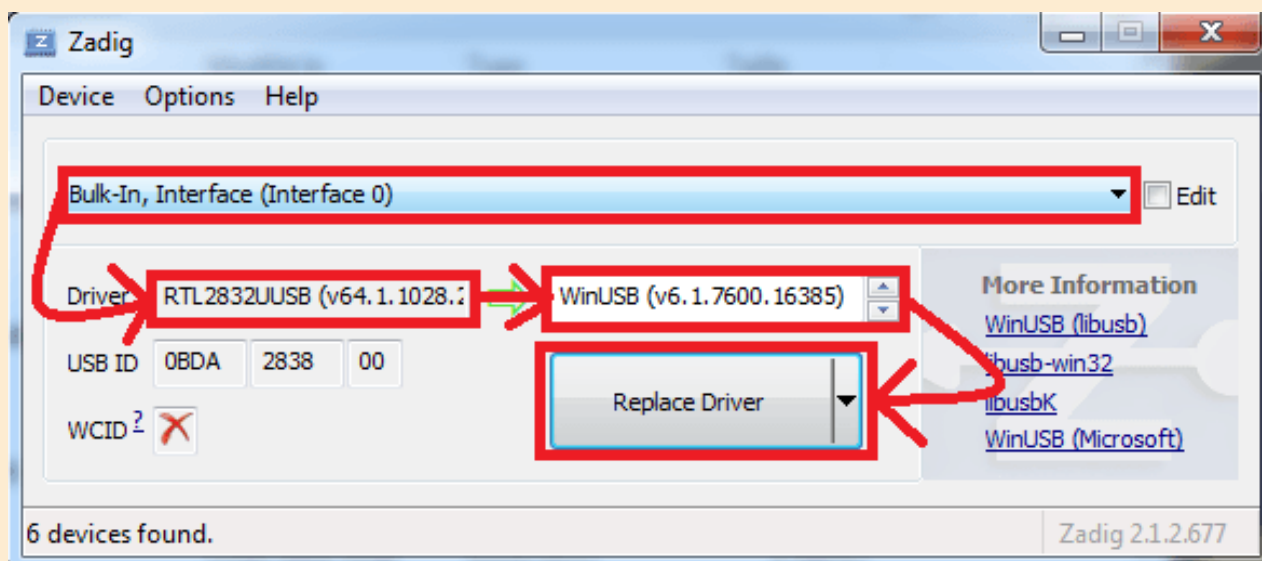 Zadig
Device Options Help
Bulk-In, Interface (Interface 0) Edit
Driver RTL2832UUSB (v64.1.1028.2 WinUSB (v6.1.7600.16385)
USB ID 0BDA 2838 00
WCID ?
Replace Driver
More Information
WinUSB (libusb)
libusb-win32
libusbK
WinUSB (Microsoft)
6 devices found. Zadig 2.1.2.677